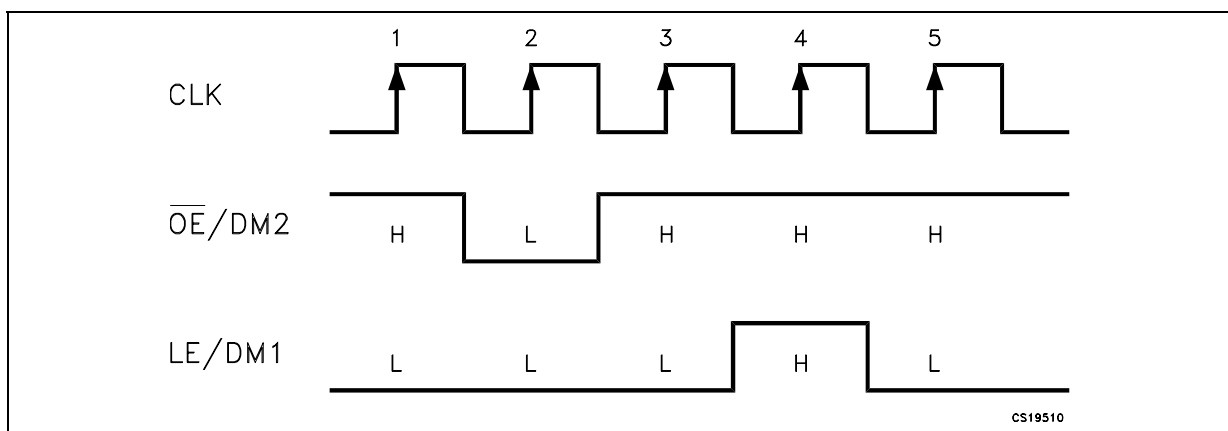 1 2 3 4 5
CLK
OE/DM2
H L H H H
LE/DM1
L L L H L
CS19510